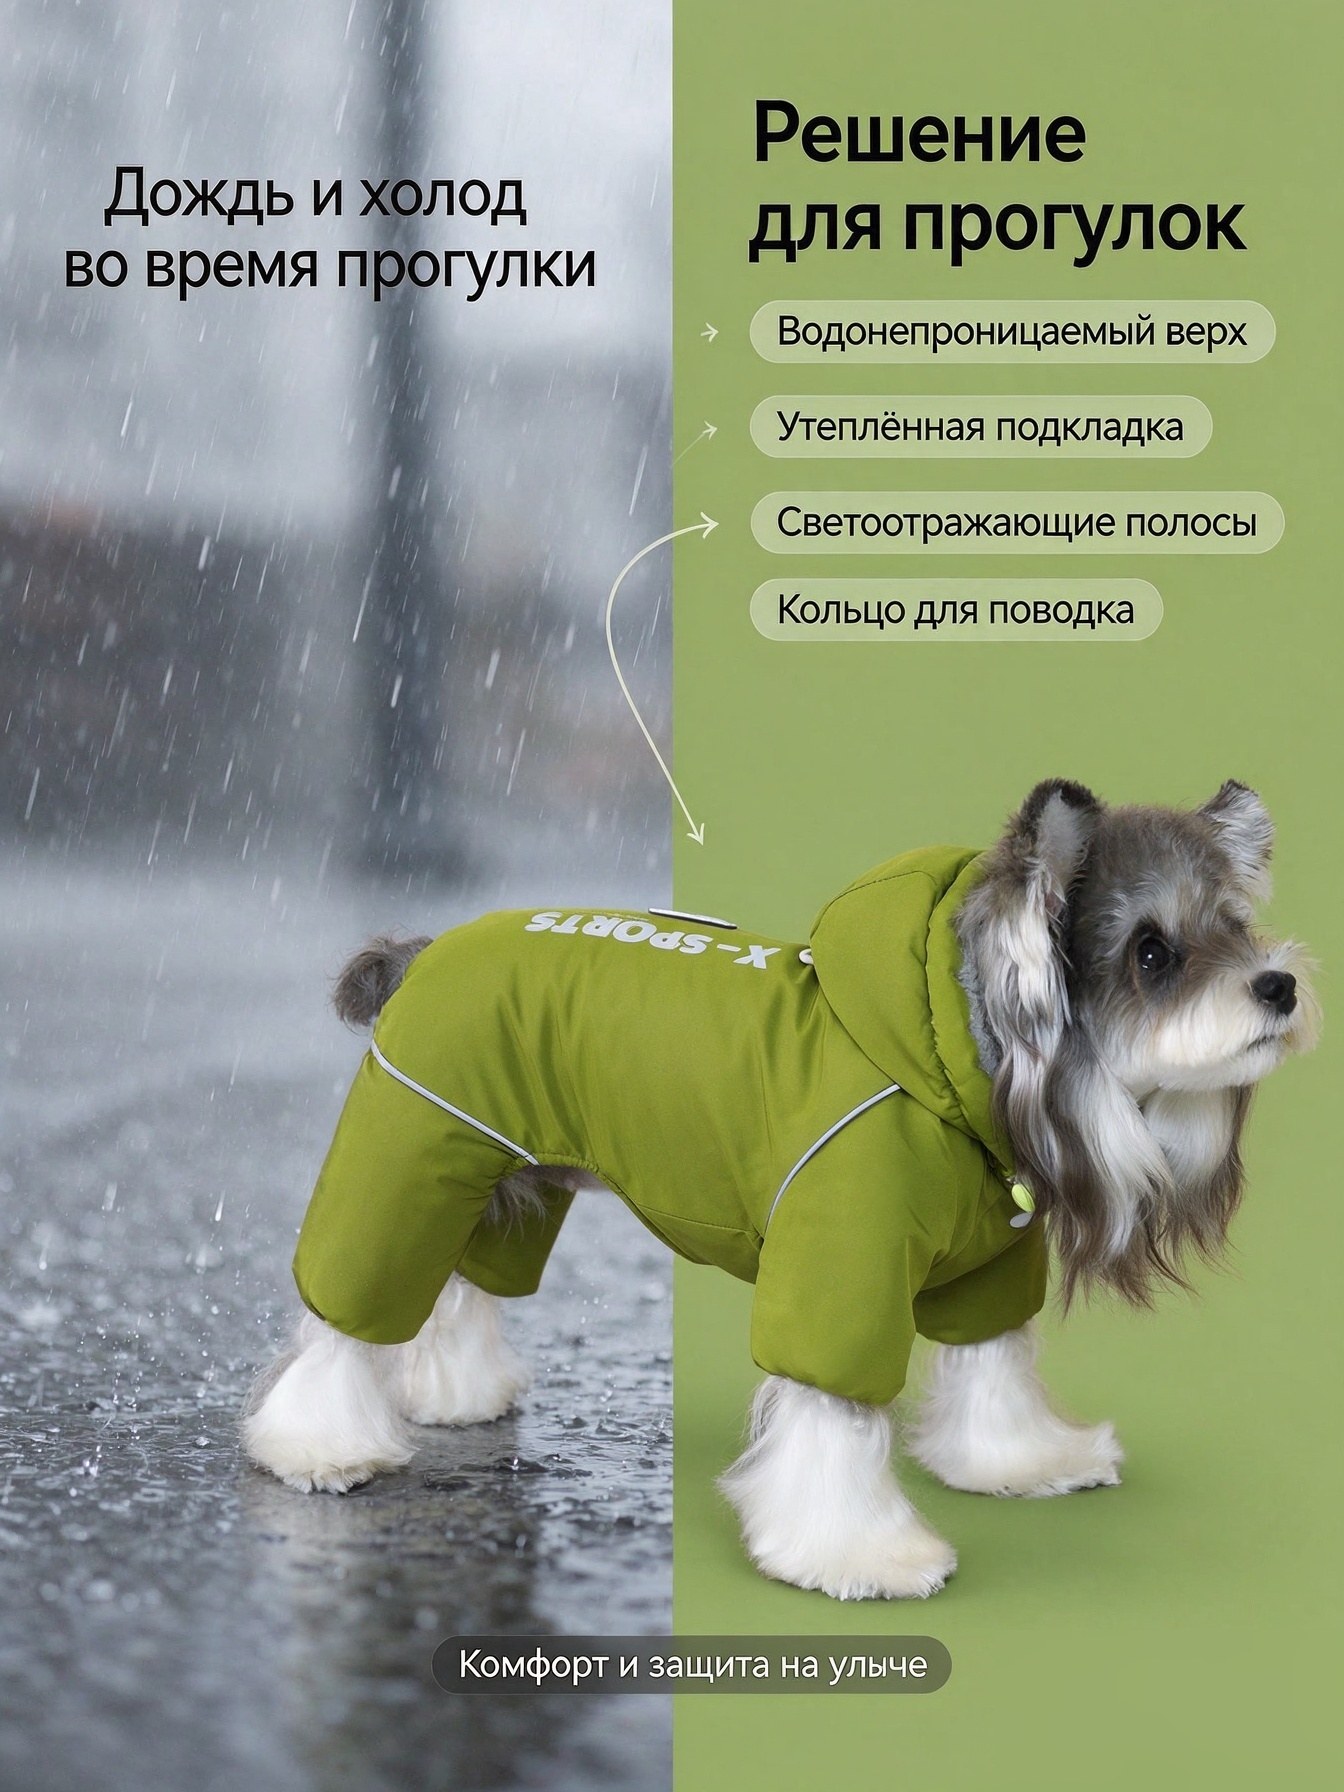 Дождь и холод
во время прогулки
Решение
для прогулок
Водонепроницаемый верх
Утеплённая подкладка
Светоотражающие полосы
Кольцо для поводка
X-SPORTS
Комфорт и защита на улыче